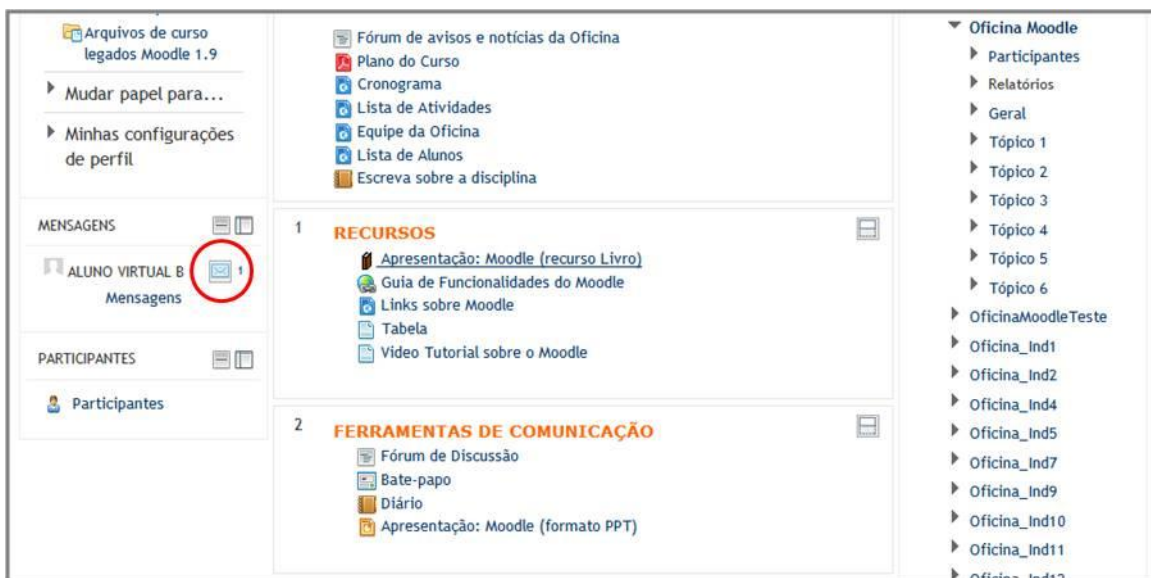 Arquivos de curso
legados Moodle 1.9
Mudar papel para...
Minhas configurações
de perfil
MENSAGENS
ALUNO VIRTUAL B
1
Mensagens
PARTICIPANTES
Participantes
Fórum de avisos e notícias da Oficina
Plano do Curso
Cronograma
Lista de Atividades
Equipe da Oficina
Lista de Alunos
Escreva sobre a disciplina
1
RECURSOS
Apresentação: Moodle (recurso Livro)
Guia de Funcionalidades do Moodle
Links sobre Moodle
Tabela
Video Tutorial sobre o Moodle
2
FERRAMENTAS DE COMUNICAÇÃO
Fórum de Discussão
Bate-papo
Diário
Apresentação: Moodle (formato PPT)
Oficina Moodle
Participantes
Relatórios
Geral
Tópico 1
Tópico 2
Tópico 3
Tópico 4
Tópico 5
Tópico 6
OficinaMoodleTeste
Oficina_Ind1
Oficina_Ind2
Oficina_Ind4
Oficina_Ind5
Oficina_Ind7
Oficina_Ind9
Oficina_Ind10
Oficina_Ind11